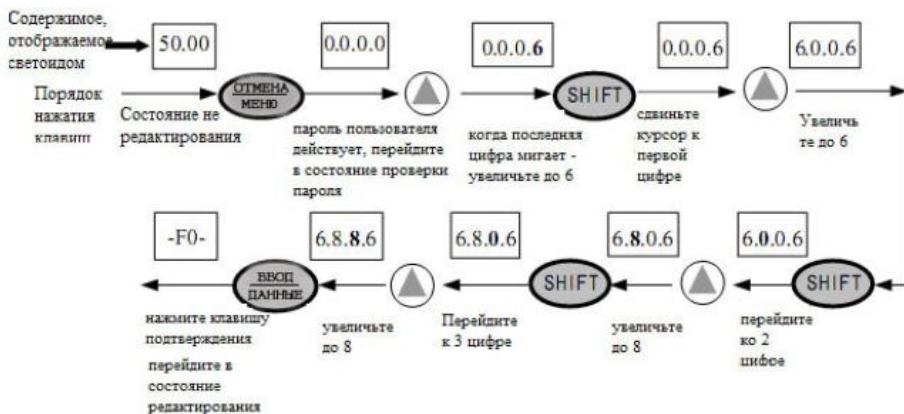 Содержимое,
отображаемое
светоидом
50.00
0.0.0.0
0.0.0.6
0.0.0.6
6.0.0.6
Порядок
нажатия
клавиш
Состояние не
редактирования
ОТМЕНА
МЕНЮ
пароль пользователя
действует, перейдите
в состояние проверки
пароля
когда последняя
цифра мигает -
увеличьте до 6
SHIFT
сдвиньте
курсор к
первой
цифре
Увеличь
те до 6
-F0-
6.8.8.6
6.8.0.6
6.8.0.6
6.0.0.6
ВВОД
ДАННЫЕ
SHIFT
SHIFT
нажмите клавишу
подтверждения
перейдите в
состояние
редактирования
увеличьте
до 8
Перейдите
к 3 цифре
увеличьте
до 8
перейдите
ко 2
цифре